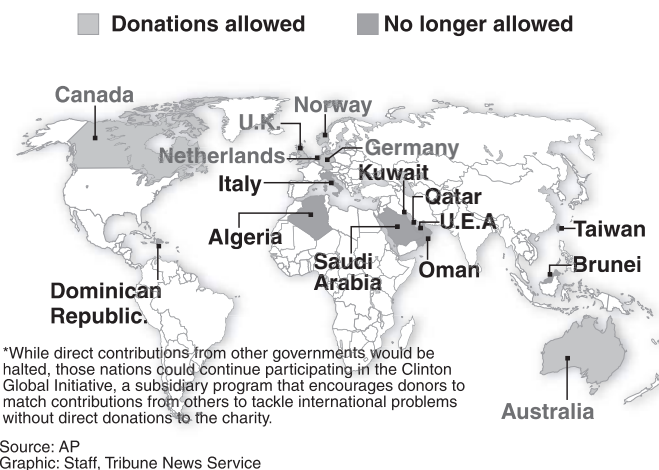 Donations allowed
No longer allowed
Canada
Norway
U.K.
Netherlands
Germany
Kuwait
Italy
Qatar
U.E.A
Taiwan
Algeria
Saudi
Arabia
Oman
Brunei
Dominican
Republic.
*While direct contributions from other governments would be
halted, those nations could continue participating in the Clinton
Global Initiative, a subsidiary program that encourages donors to
match contributions from others to tackle international problems
without direct donations to the charity.
Australia
Source: AP
Graphic: Staff, Tribune News Service